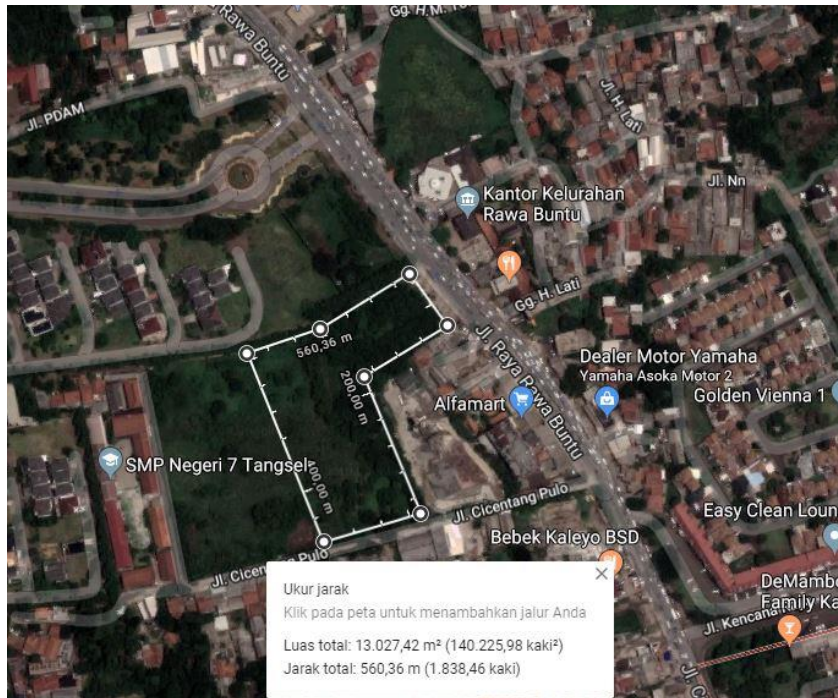 Gg. H.M. To
Rawa Buntu
Jl. H. Lati
Jl. PDAM
Jl. Nn
Kantor Kelurahan
Rawa Buntu
Gg. H. Lati
560,36 m
Jl. Raya Rawa Buntu
200,00 m
Dealer Motor Yamaha
Yamaha Asoka Motor 2
Golden Vienna 1
Alfamart
SMP Negeri 7 Tangsel
400,00 m
Jl. Cicentang Pulo
Easy Clean Loun
Bebek Kaleyo BSD
Jl. Cicentang Pulo
DeMambo
Family Ka
Ukur jarak
Klik pada peta untuk menambahkan jalur Anda
Jl. Kencana
Luas total: 13.027,42 m² (140.225,98 kaki²)
Jarak total: 560,36 m (1.838,46 kaki)